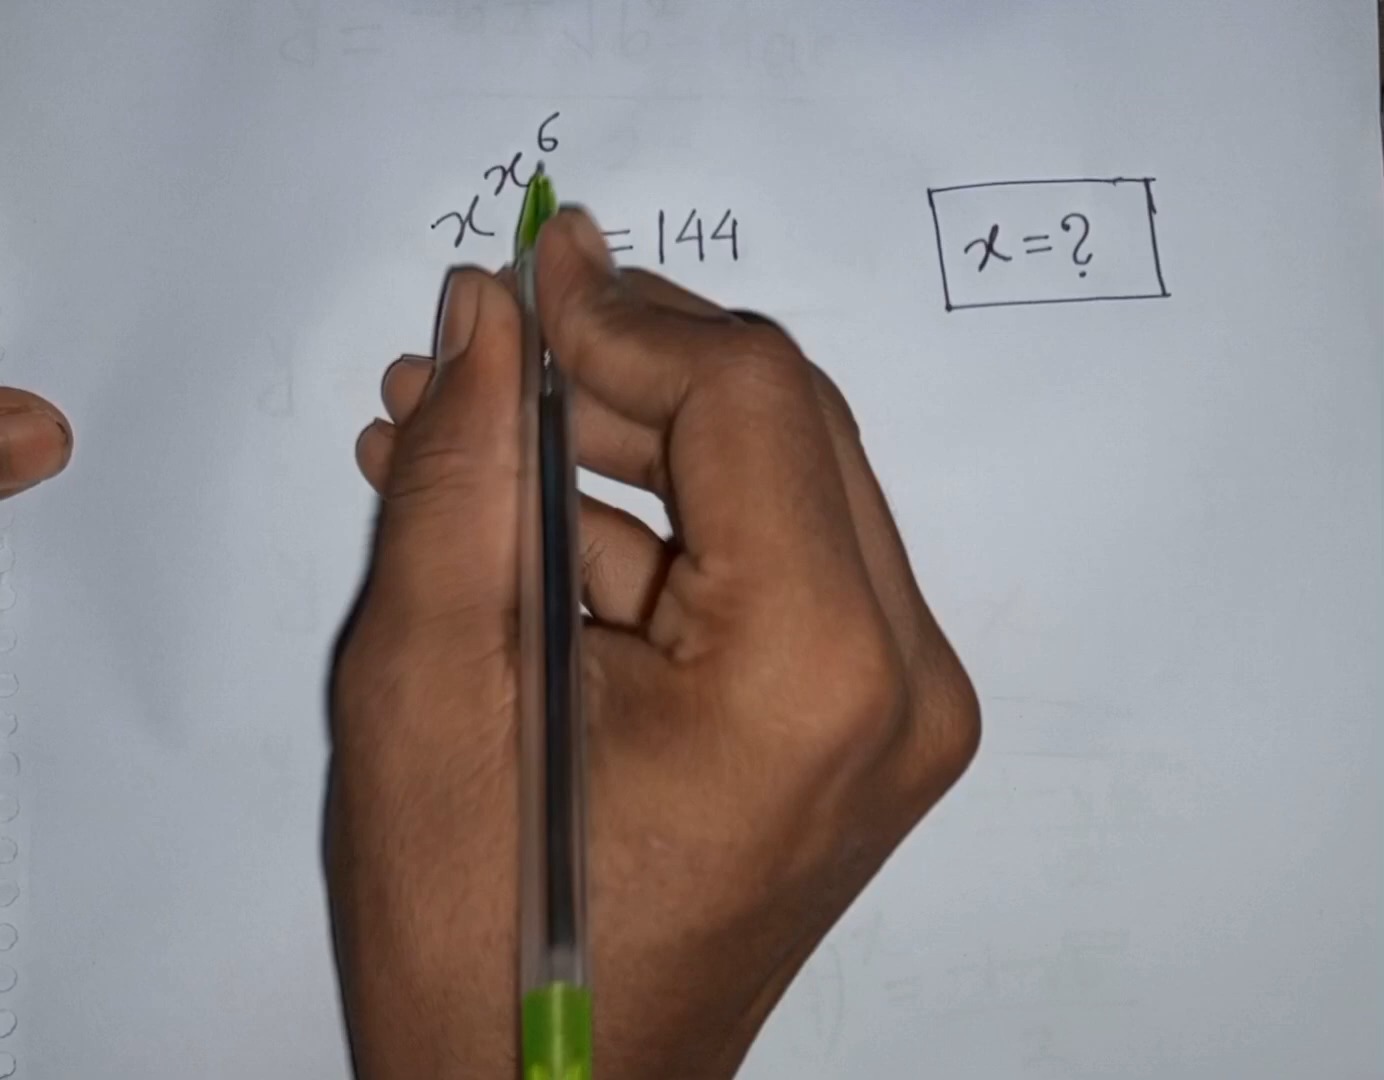 x^x^6 = 144
x = ?